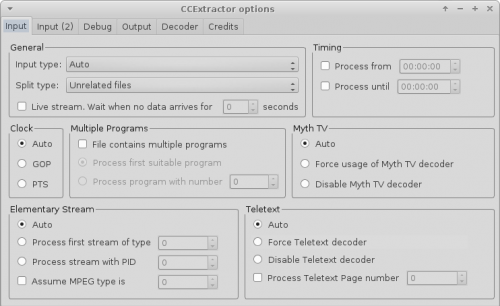 CCExtractor options
Input Input (2) Debug Output Decoder Credits
General
Input type: Auto
Split type: Unrelated files
Live stream. Wait when no data arrives for 0 seconds
Timing
Process from 00:00:00
Process until 00:00:00
Clock
Auto
GOP
PTS
Multiple Programs
File contains multiple programs
Process first suitable program
Process program with number 0
Myth TV
Auto
Force usage of Myth TV decoder
Disable Myth TV decoder
Elementary Stream
Auto
Process first stream of type 0
Process stream with PID 0
Assume MPEG type is 0
Teletext
Auto
Force Teletext decoder
Disable Teletext decoder
Process Teletext Page number 0